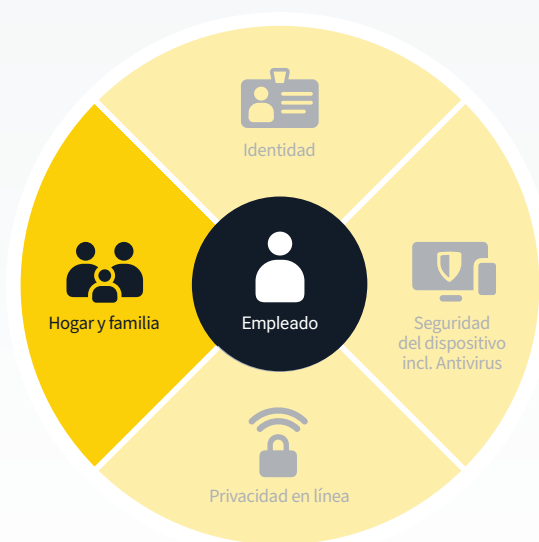 Identidad
Hogar y familia
Empleado
Seguridad
del dispositivo
incl. Antivirus
Privacidad en línea